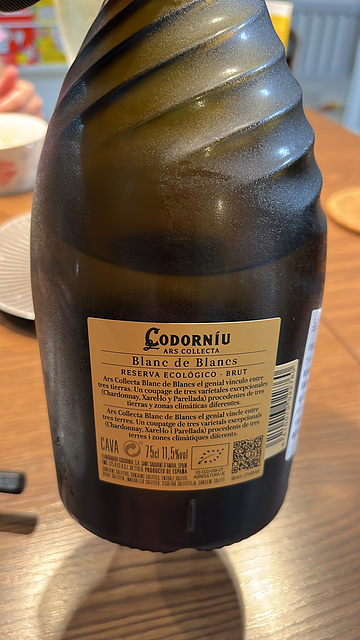 CODORNÍU
ARS COLLECTA
Blanc de Blancs
RESERVA ECOLÓGICO - BRUT
Ars Collecta Blanc de Blancs el genial vínculo entre
tres tierras. Un coupage de tres varietales excepcionales
(Chardonnay, Xarel·lo y Parellada) procedentes de tres
tierras y zonas climáticas diferentes.
Ars Collecta Blanc de Blancs el genial vincle entre
tres terres. Un coupatge de tres varietals excepcionals
(Chardonnay, Xarel·lo i Parellada) procedents de tres
terres i zones climàtiques diferents.
CAVA 75cl 11,5%vol
PRODUCTO DE ESPAÑA